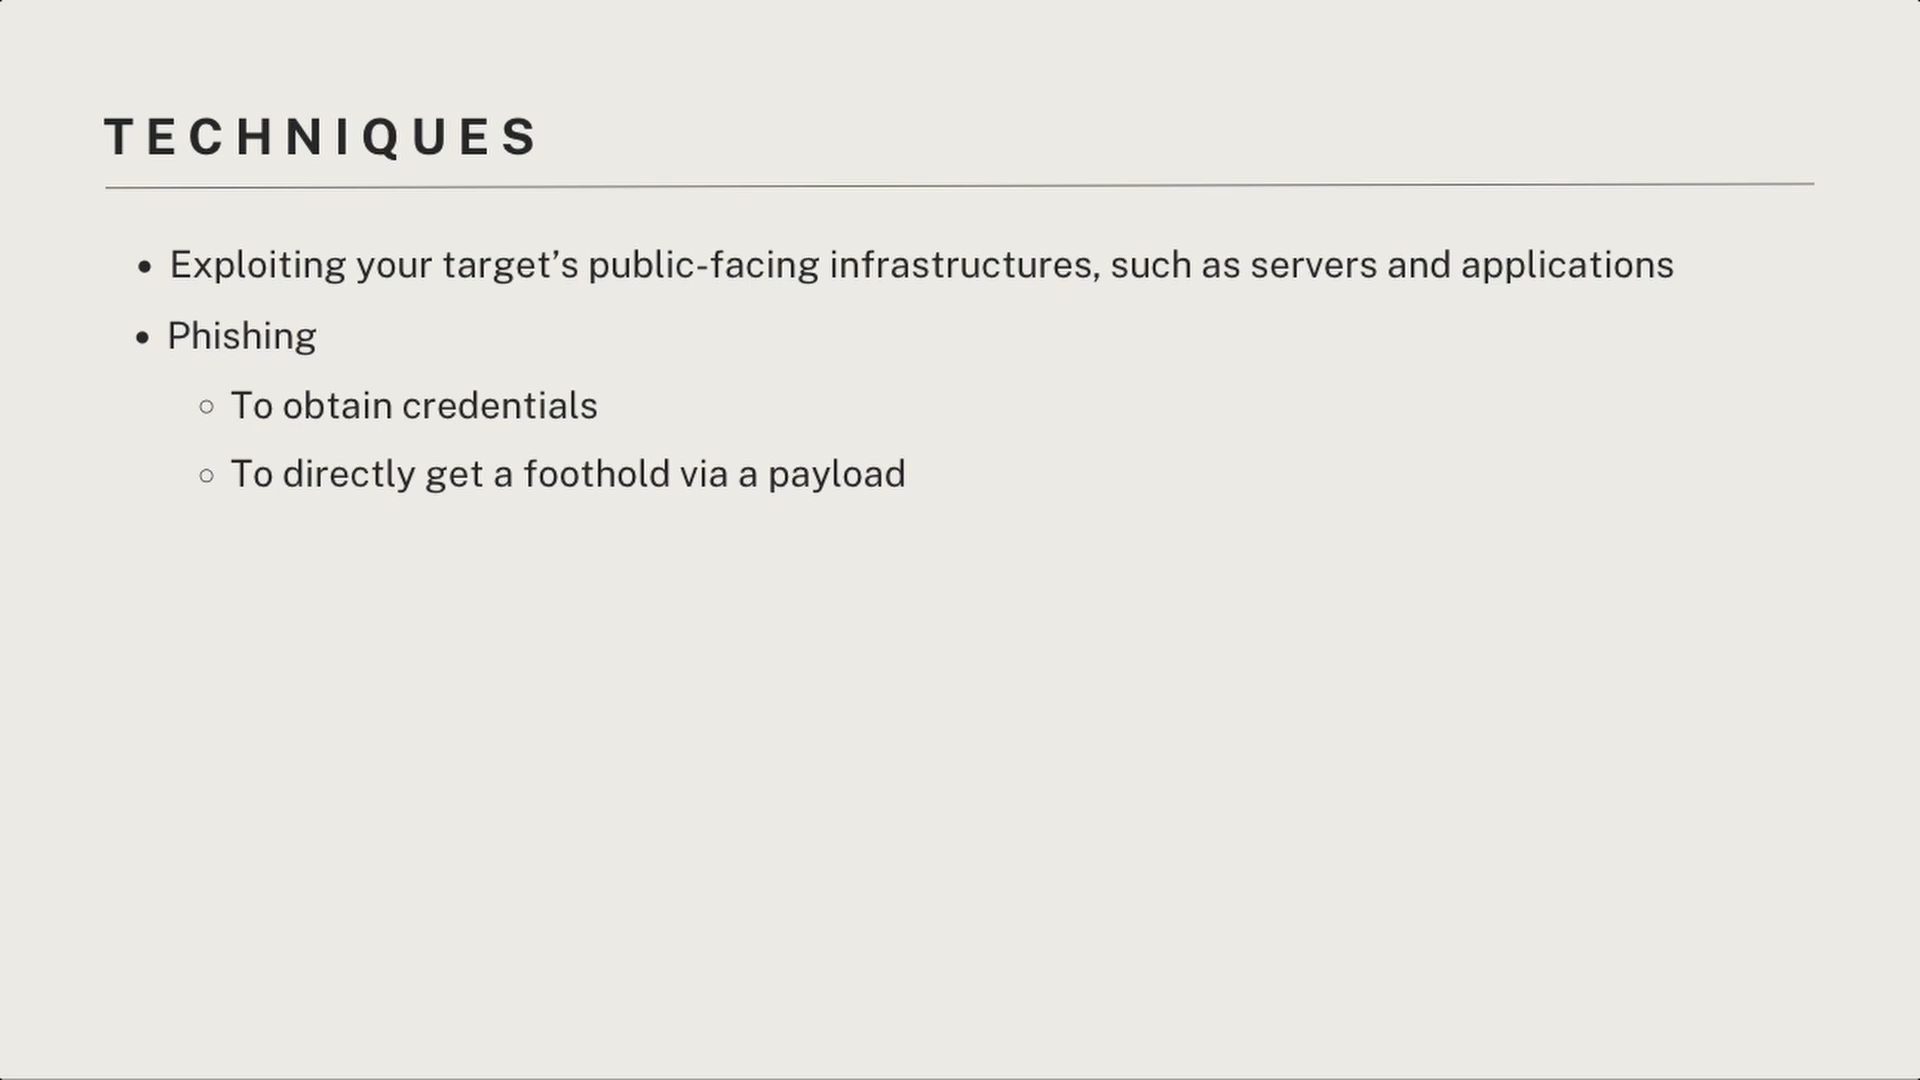 TECHNIQUES
• Exploiting your target’s public-facing infrastructures, such as servers and applications
• Phishing
○ To obtain credentials
○ To directly get a foothold via a payload